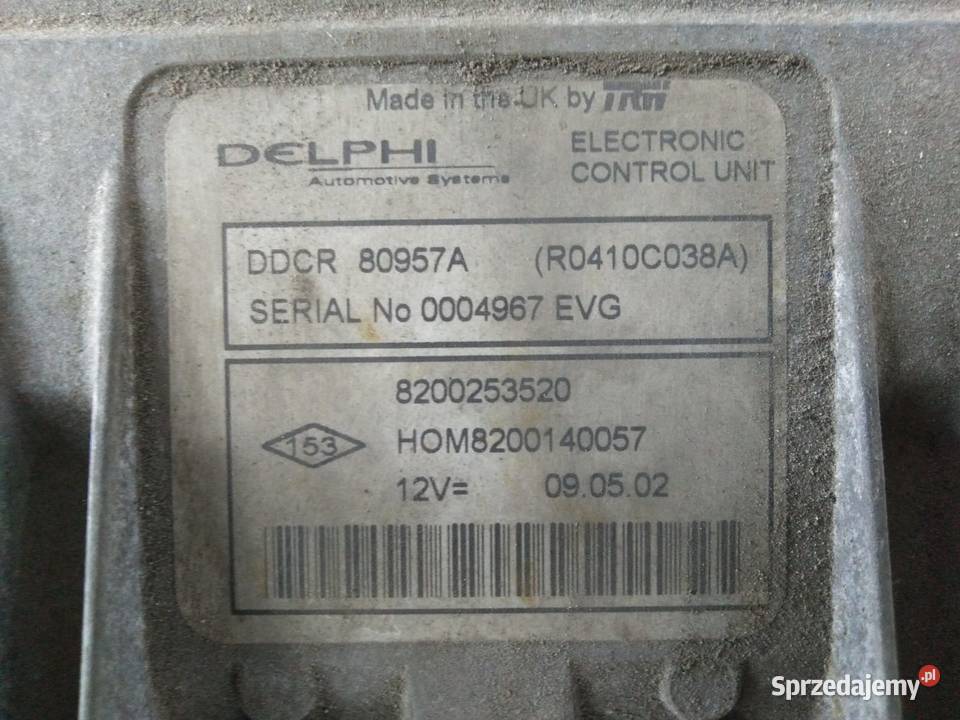 Made in the UK by TRW
DELPHI
Automotive Systems
ELECTRONIC
CONTROL UNIT
DDCR 80957A (R0410C038A)
SERIAL No 0004967 EVG
8200253520
153
HOM8200140057
12V= 09.05.02
Sprzedajemy.pl